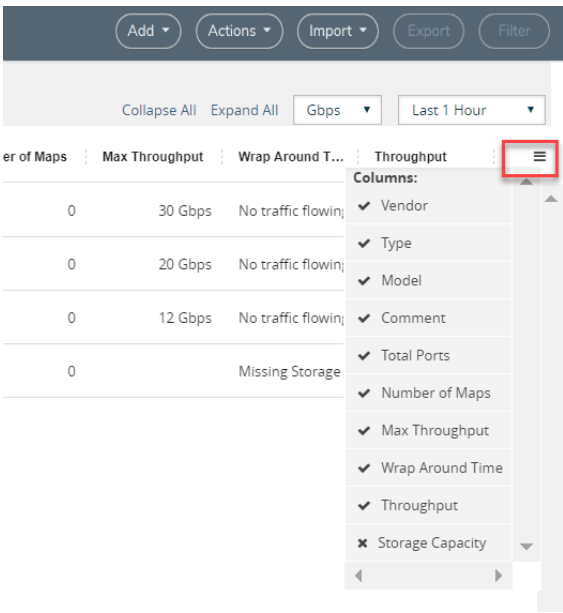 Add Actions Import Export Filter
Collapse All Expand All Gbps Last 1 Hour
er of Maps Max Throughput Wrap Around T... Throughput
Columns:
0 30 Gbps No traffic flowing Vendor
Type
0 20 Gbps No traffic flowing Model
0 12 Gbps No traffic flowing Comment
Total Ports
0 Missing Storage
Number of Maps
Max Throughput
Wrap Around Time
Throughput
Storage Capacity